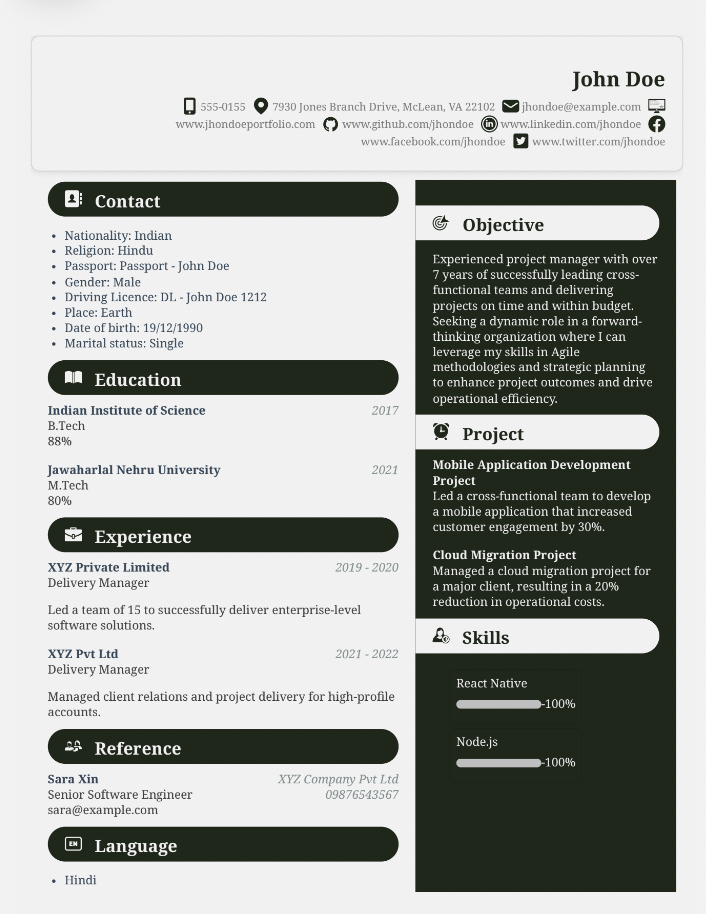 John Doe
555-0155 7930 Jones Branch Drive, McLean, VA 22102 jhondoe@example.com
www.jhondoeportfolio.com www.github.com/jhondoe www.linkedin.com/jhondoe
www.facebook.com/jhondoe www.twitter.com/jhondoe
Contact
• Nationality: Indian
• Religion: Hindu
• Passport: Passport - John Doe
• Gender: Male
• Driving Licence: DL - John Doe 1212
• Place: Earth
• Date of birth: 19/12/1990
• Marital status: Single
Education
Indian Institute of Science 2017
B.Tech
88%
Jawaharlal Nehru University 2021
M.Tech
80%
Experience
XYZ Private Limited 2019 - 2020
Delivery Manager
Led a team of 15 to successfully deliver enterprise-level
software solutions.
XYZ Pvt Ltd 2021 - 2022
Delivery Manager
Managed client relations and project delivery for high-profile
accounts.
Reference
Sara Xin XYZ Company Pvt Ltd
Senior Software Engineer 09876543567
sara@example.com
EN Language
• Hindi
Objective
Experienced project manager with over
7 years of successfully leading cross-
functional teams and delivering
projects on time and within budget.
Seeking a dynamic role in a forward-
thinking organization where I can
leverage my skills in Agile
methodologies and strategic planning
to enhance project outcomes and drive
operational efficiency.
Project
Mobile Application Development
Project
Led a cross-functional team to develop
a mobile application that increased
customer engagement by 30%.
Cloud Migration Project
Managed a cloud migration project for
a major client, resulting in a 20%
reduction in operational costs.
Skills
React Native
-100%
Node.js
-100%